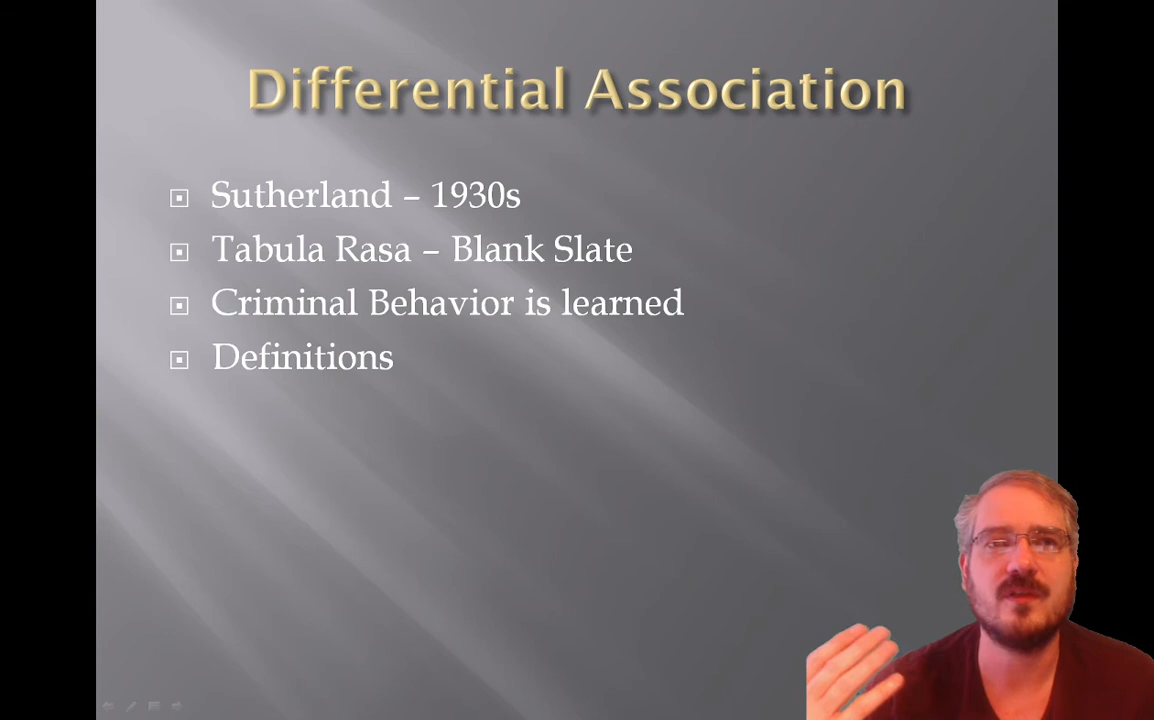 Differential Association
Sutherland – 1930s
Tabula Rasa – Blank Slate
Criminal Behavior is learned
Definitions